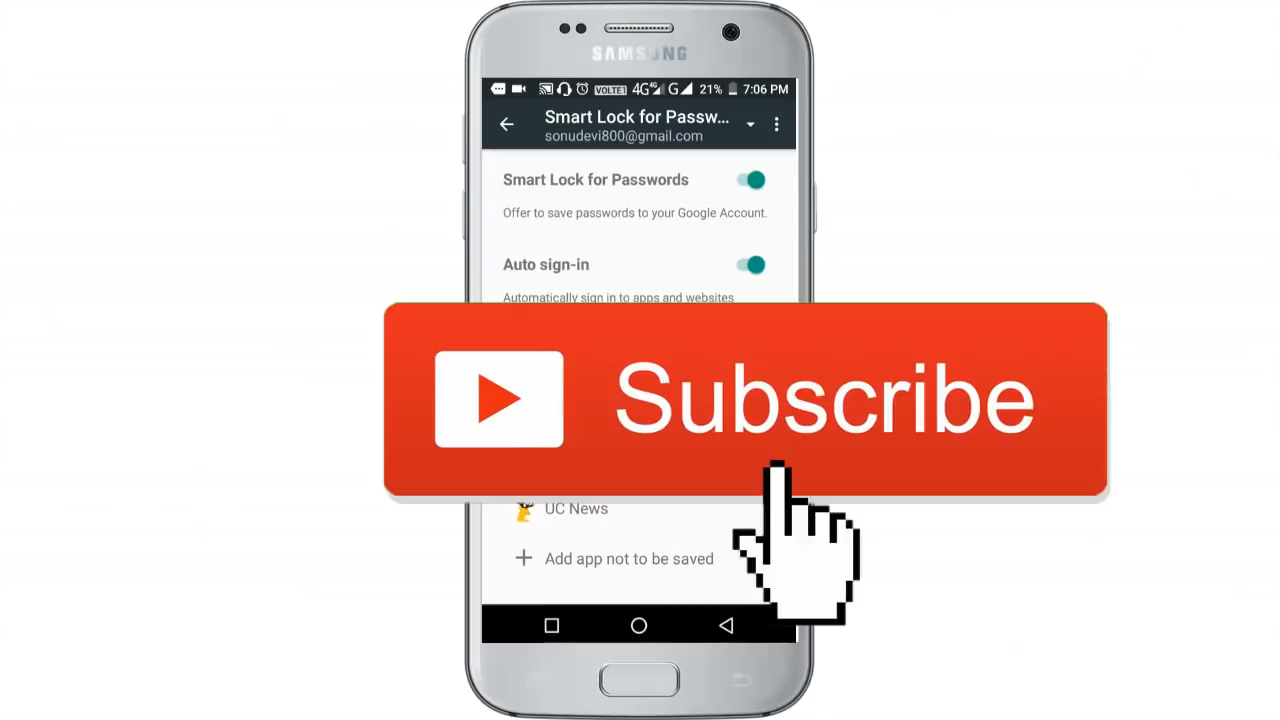 SAMSUNG
VOLTE1 4G 4G G 21% 7:06 PM
Smart Lock for Passw...
sonudevi800@gmail.com
Smart Lock for Passwords
Offer to save passwords to your Google Account.
Auto sign-in
Automatically sign in to apps and websites
Subscribe
UC News
Add app not to be saved